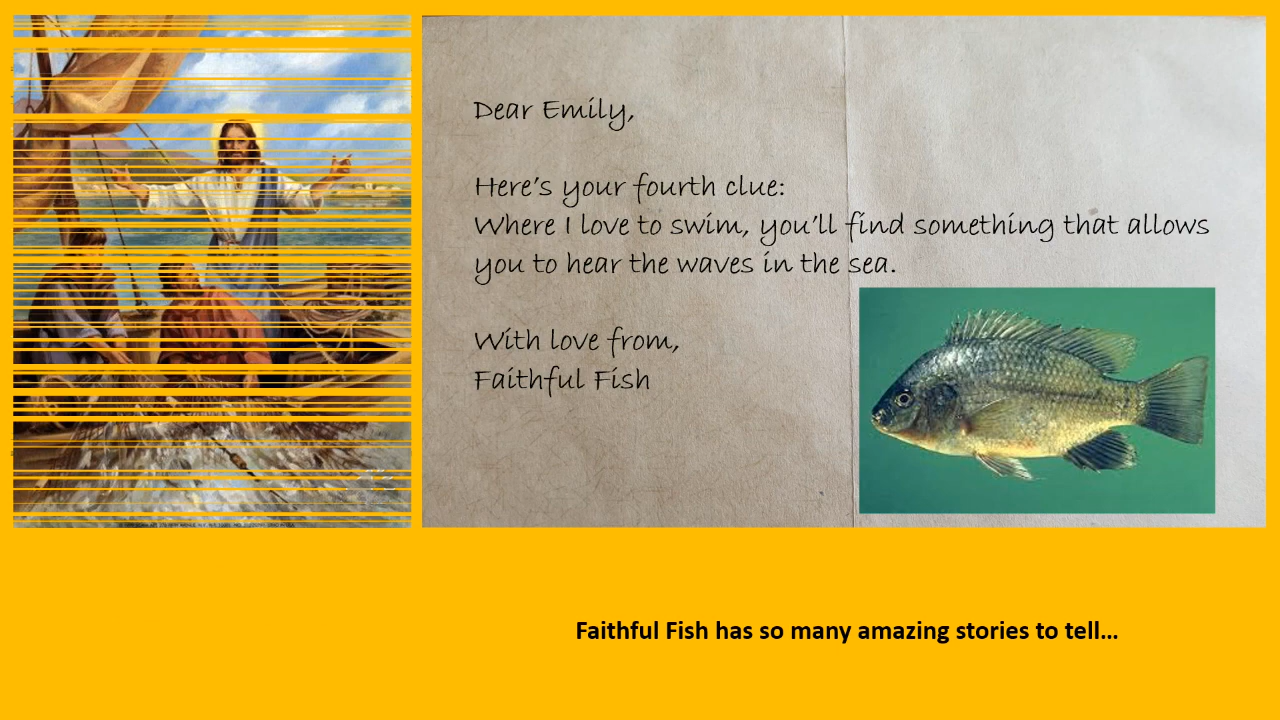 Dear Emily,
Here's your fourth clue:
Where I love to swim, you'll find something that allows
you to hear the waves in the sea.
With love from,
Faithful Fish
Faithful Fish has so many amazing stories to tell...